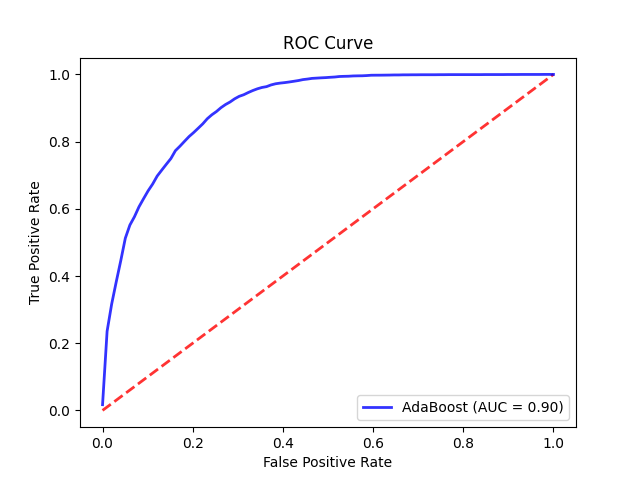 ROC Curve
True Positive Rate
1.0
0.8
0.6
0.4
0.2
0.0
AdaBoost (AUC = 0.90)
0.0 0.2 0.4 0.6 0.8 1.0
False Positive Rate